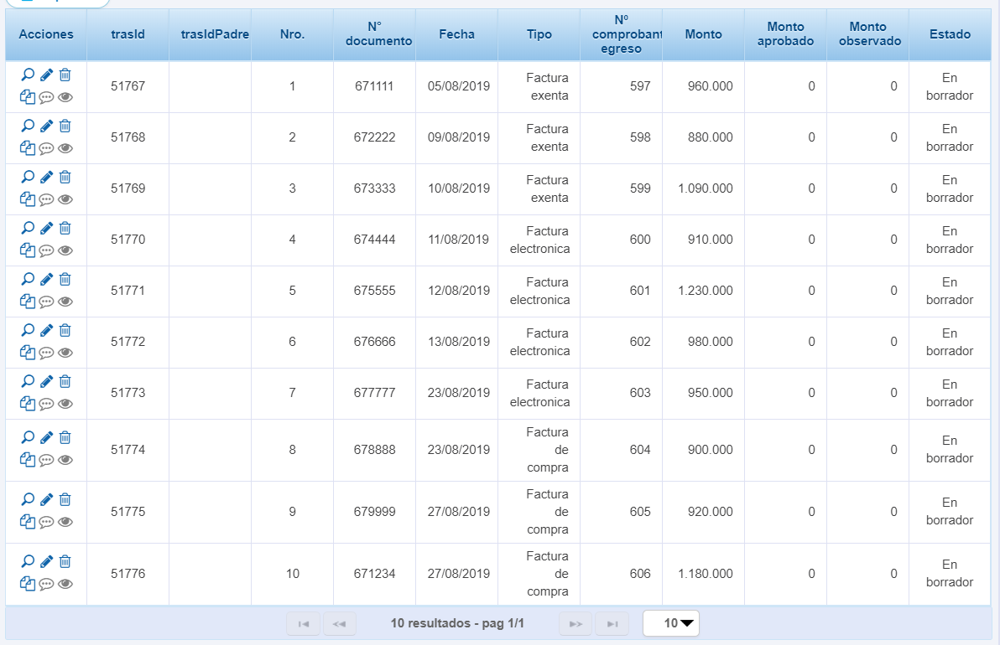 Acciones trasId trasIdPadre Nro. N° documento Fecha Tipo Nº comprobant egreso Monto Monto aprobado Monto observado Estado
51767 1 671111 05/08/2019 Factura exenta 597 960.000 0 0 En borrador
51768 2 672222 09/08/2019 Factura exenta 598 880.000 0 0 En borrador
51769 3 673333 10/08/2019 Factura exenta 599 1.090.000 0 0 En borrador
51770 4 674444 11/08/2019 Factura electronica 600 910.000 0 0 En borrador
51771 5 675555 12/08/2019 Factura electronica 601 1.230.000 0 0 En borrador
51772 6 676666 13/08/2019 Factura electronica 602 980.000 0 0 En borrador
51773 7 677777 23/08/2019 Factura electronica 603 950.000 0 0 En borrador
51774 8 678888 23/08/2019 Factura de compra 604 900.000 0 0 En borrador
51775 9 679999 27/08/2019 Factura de compra 605 920.000 0 0 En borrador
51776 10 671234 27/08/2019 Factura de compra 606 1.180.000 0 0 En borrador
10 resultados - pag 1/1 10